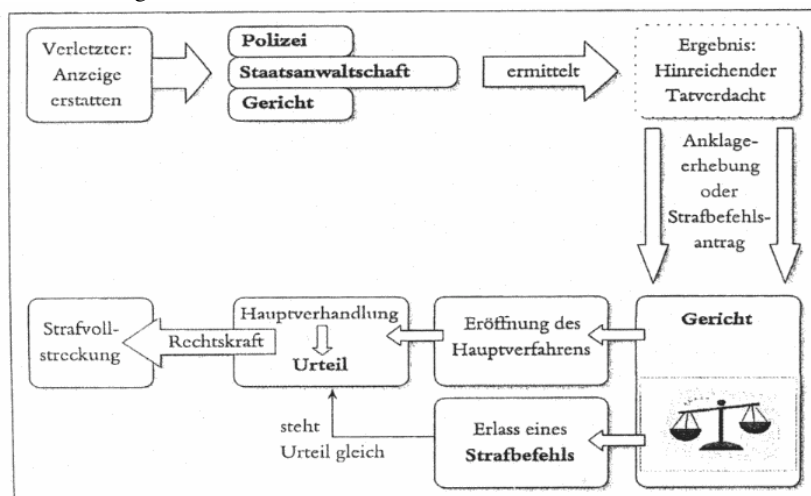 Verletzter:
Anzeige
erstatten
Polizei
Staatsanwaltschaft
Gericht
ermittelt
Ergebnis:
Hinreichender
Tatverdacht
Anklage-
erhebung
oder
Strafbefehls-
antrag
Gericht
Eröffnung des
Hauptverfahrens
Hauptverhandlung
Urteil
Rechtskraft
Strafvoll-
streckung
Erlass eines
Strafbefehls
steht
Urteil gleich